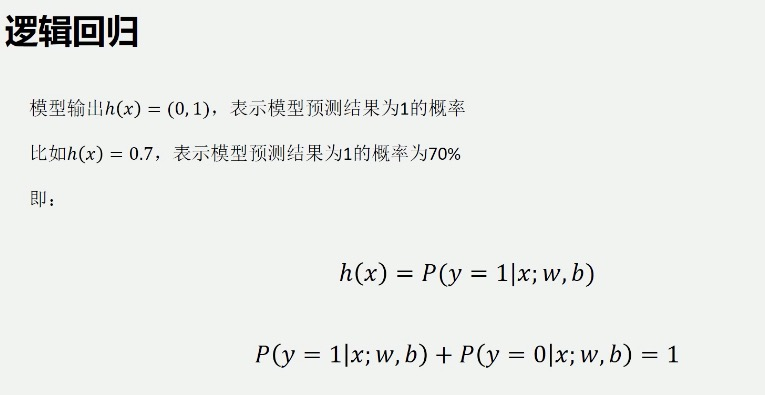 逻辑回归
模型输出h(x) = (0, 1)，表示模型预测结果为1的概率
比如h(x) = 0.7，表示模型预测结果为1的概率为70%
即：
h(x) = P(y = 1|x; w, b)
P(y = 1|x; w, b) + P(y = 0|x; w, b) = 1